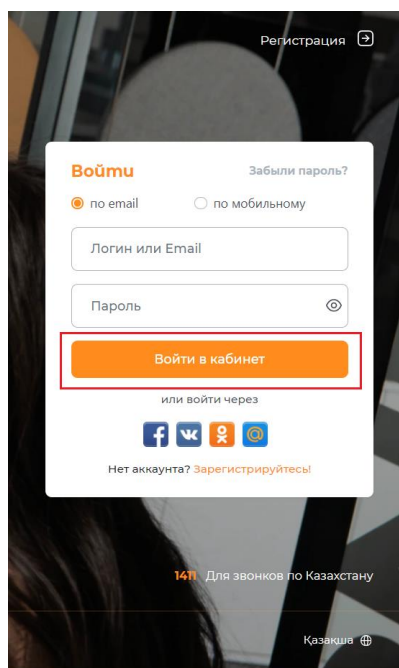 Регистрация
Войти
Забыли пароль?
по email
по мобильному
Логин или Email
Пароль
Войти в кабинет
или войти через
Нет аккаунта? Зарегистрируйтесь!
1411 Для звонков по Казахстану
Қазақша